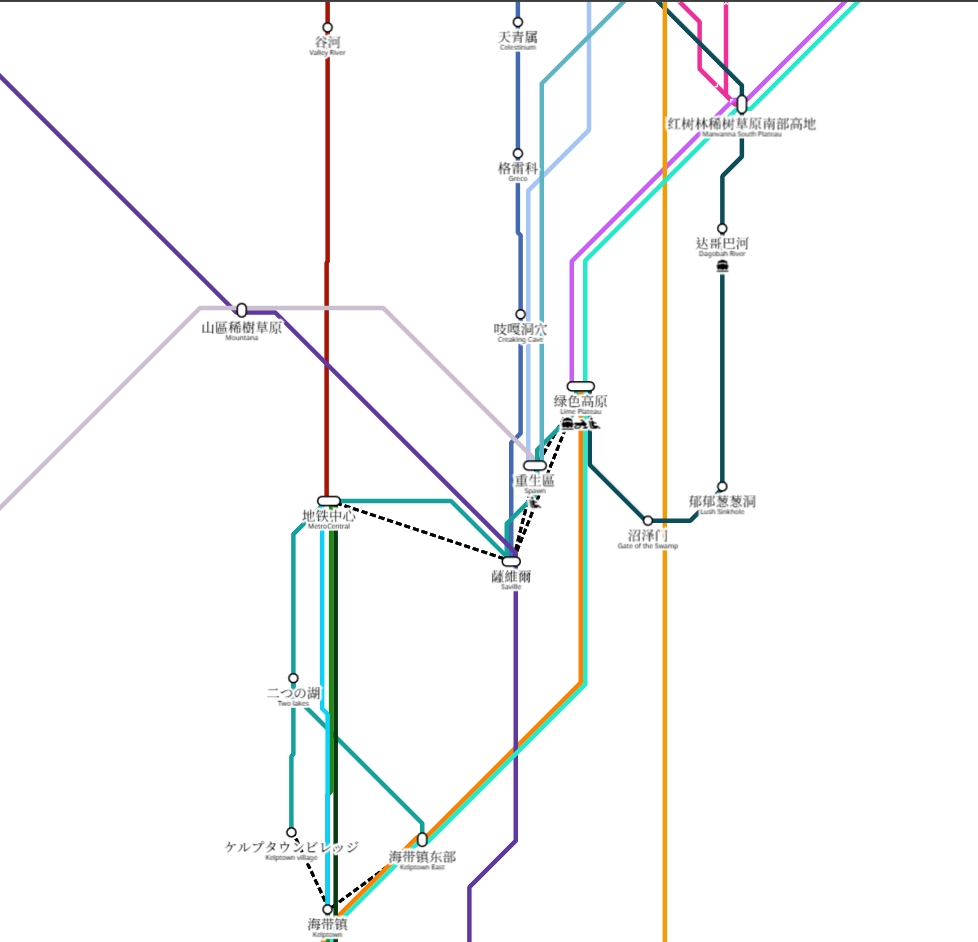 谷河
Valley River
天青属
Celestinum
红树林稀树草原南部高地
Manvanna South Plateau
格雷科
Greco
达哥巴河
Dagobah River
山區稀樹草原
Mountana
吱嘎洞穴
Creaking Cave
绿色高原
Lime Plateau
重生區
Spawn
郁郁葱葱洞
Lush Sinkhole
地铁中心
MetroCentral
沼泽门
Gate of the Swamp
薩維爾
Saville
二つの湖
Two lakes
ケルプタウンビレッジ
Kelptown village
海带镇东部
Kelptown East
海带镇
Kelptown